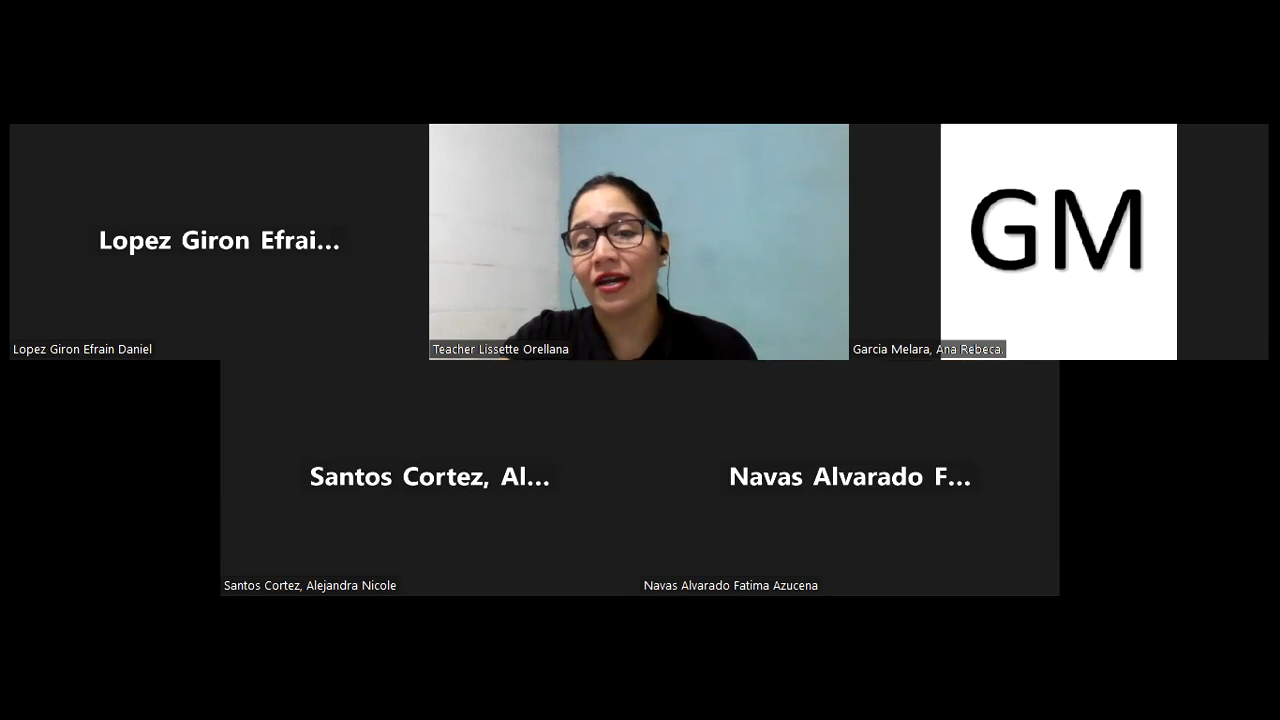 Lopez Giron Efrai...
Lopez Giron Efrain Daniel
Teacher Lissette Orellana
GM
Garcia Melara, Ana Rebeca.
Santos Cortez, Al...
Santos Cortez, Alejandra Nicole
Navas Alvarado F...
Navas Alvarado Fatima Azucena